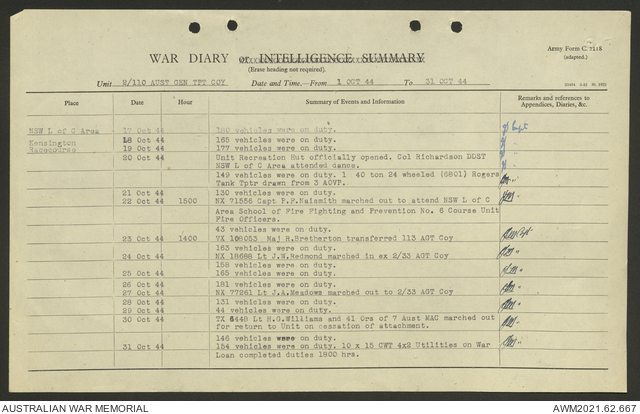 Army Form C. 2118
(adapted.)
WAR DIARY or INTELLIGENCE SUMMARY
(Erase heading not required).
Unit 2/110 AUST GEN TPT COY Date and Time.—From 1 OCT 44 To 31 OCT 44
Place Date Hour Summary of Events and Information Remarks and references to
Appendices, Diaries, &c.
NSW L of C Area 17 Oct 44 180 vehicles were on duty.
Kensington 18 Oct 44 165 vehicles were on duty.
Racecourse 19 Oct 44 177 vehicles were on duty.
20 Oct 44 Unit Recreation Hut officially opened. Col Richardson DDST
NSW L of C Area attended dance.
149 vehicles were on duty. 1 40 ton 24 wheeled (6801) Rogers
Tank Tptr drawn from 3 AOVP.
21 Oct 44 130 vehicles were on duty.
22 Oct 44 1500 NX 71556 Capt P.F.Naismith marched out to attend NSW L of C
Area School of Fire Fighting and Prevention No. 6 Course Unit
Fire Officers.
43 vehicles were on duty.
23 Oct 44 1400 VX 108053 Maj R.Bretherton transferred 113 AGT Coy
163 vehicles were on duty.
24 Oct 44 NX 18688 Lt J.W.Redmond marched in ex 2/33 AGT Coy
158 vehicles were on duty.
25 Oct 44 165 vehicles were on duty.
26 Oct 44 181 vehicles were on duty.
27 Oct 44 NX 77261 Lt J.A.Meadows marched out to 2/33 AGT Coy
28 Oct 44 131 vehicles were on duty.
29 Oct 44 44 vehicles were on duty.
30 Oct 44 TX 6448 Lt H.G.Williams and 41 Ors of 7 Aust MAC marched out
for return to Unit on cessation of attachment.
146 vehicles were on duty.
31 Oct 44 154 vehicles were on duty. 10 x 15 CWT 4x2 Utilities on War
Loan completed duties 1800 hrs.
AUSTRALIAN WAR MEMORIAL AWM2021.62.667